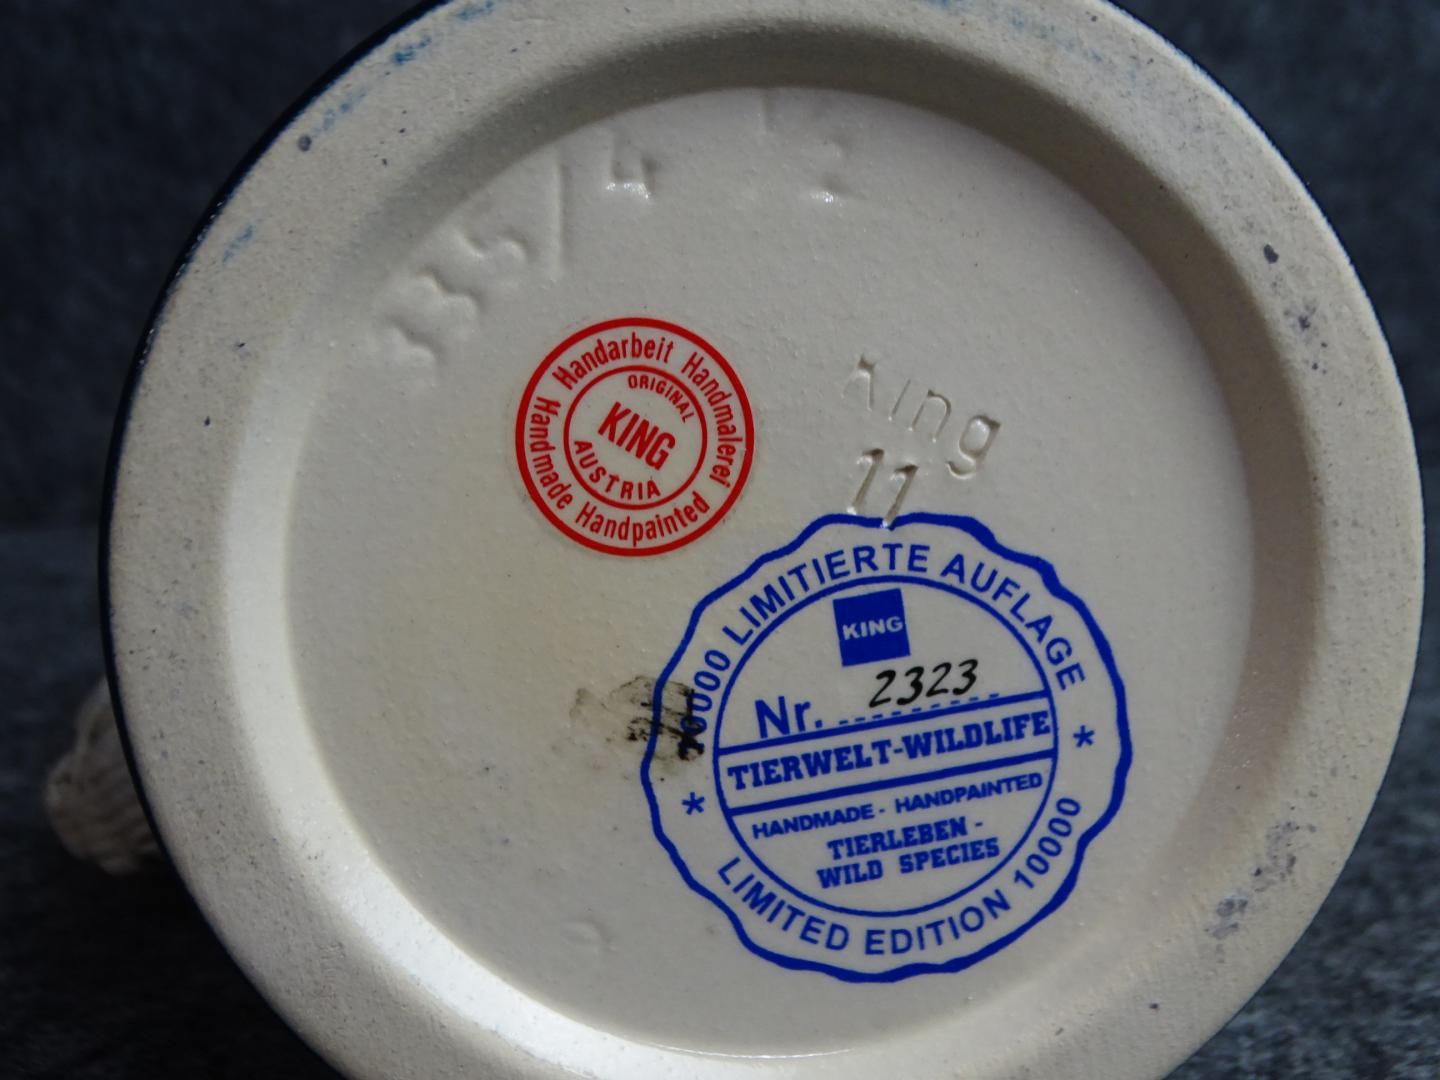 335/4 2
Handarbeit Handmalerei
ORIGINAL
KING
AUSTRIA
Handmade Handpainted
King
11
10000 LIMITIERTE AUFLAGE
KING
Nr. 2323
TIERWELT-WILDLIFE
HANDMADE - HANDPAINTED
TIERLEBEN -
WILD SPECIES
* LIMITED EDITION 10000 *